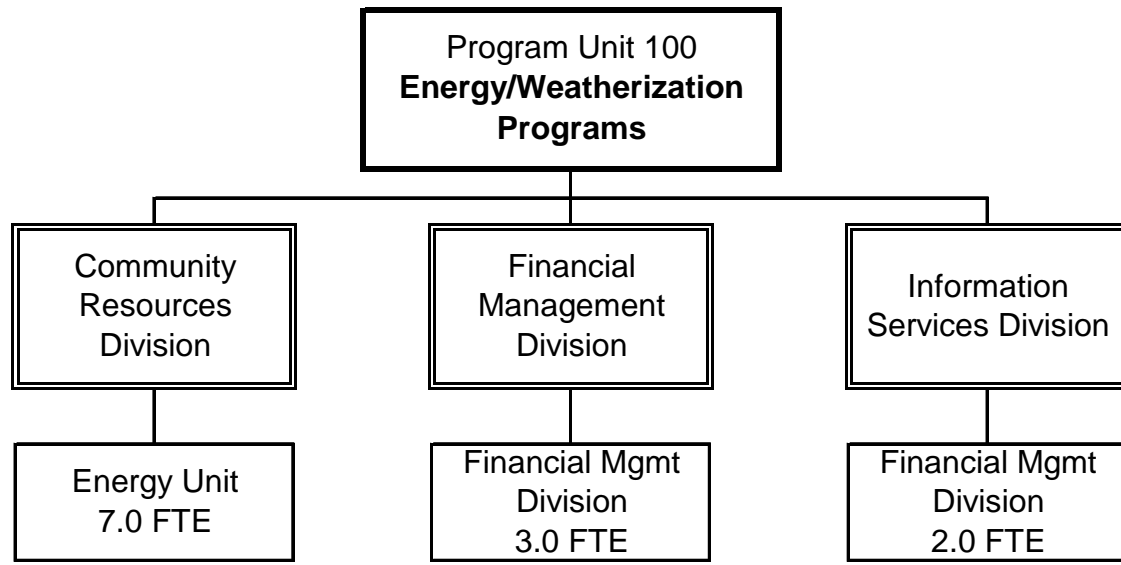 Program Unit 100
Energy/Weatherization
Programs
Community
Resources
Division
Financial
Management
Division
Information
Services Division
Energy Unit
7.0 FTE
Financial Mgmt
Division
3.0 FTE
Financial Mgmt
Division
2.0 FTE